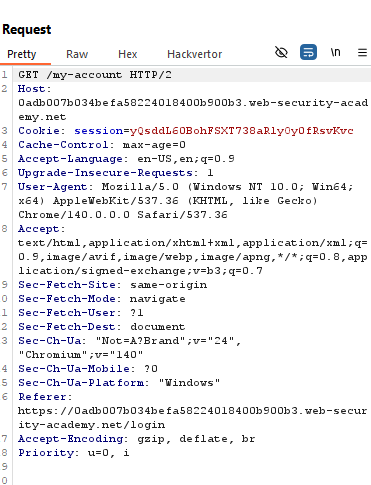 Request
Pretty Raw Hex Hackvertor \n
1 GET /my-account HTTP/2
2 Host:
0adb007b034befa58224018400b900b3.web-security-acad
emy.net
3 Cookie: session=yQsddL60BohFSXT738aRlyOyOfRsvKvc
4 Cache-Control: max-age=0
5 Accept-Language: en-US,en;q=0.9
6 Upgrade-Insecure-Requests: 1
7 User-Agent: Mozilla/5.0 (Windows NT 10.0; Win64;
x64) AppleWebKit/537.36 (KHTML, like Gecko)
Chrome/140.0.0.0 Safari/537.36
8 Accept:
text/html,application/xhtml+xml,application/xml;q=
0.9,image/avif,image/webp,image/apng,*/*;q=0.8,app
lication/signed-exchange;v=b3;q=0.7
9 Sec-Fetch-Site: same-origin
0 Sec-Fetch-Mode: navigate
1 Sec-Fetch-User: ?1
2 Sec-Fetch-Dest: document
3 Sec-Ch-Ua: "Not=A?Brand";v="24",
"Chromium";v="140"
4 Sec-Ch-Ua-Mobile: ?0
5 Sec-Ch-Ua-Platform: "Windows"
6 Referer:
https://0adb007b034befa58224018400b900b3.web-secur
ity-academy.net/login
7 Accept-Encoding: gzip, deflate, br
8 Priority: u=0, i
9
0